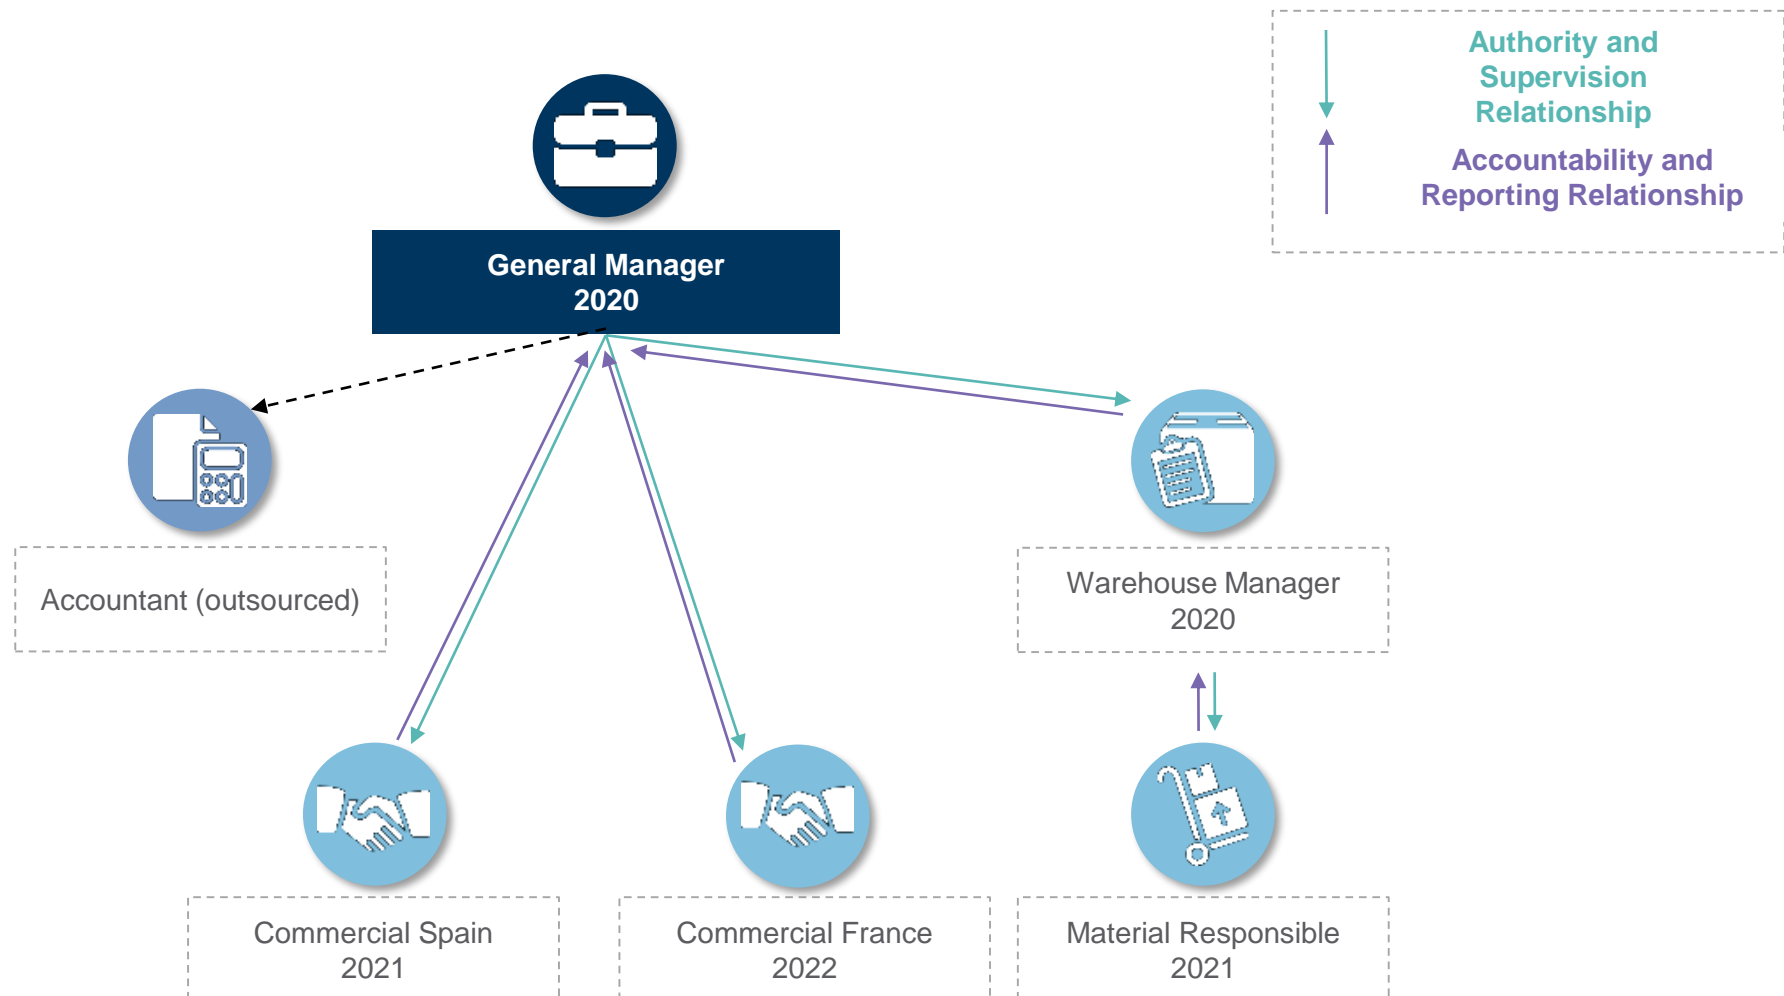 Authority and
Supervision
Relationship
Accountability and
Reporting Relationship
General Manager
2020
Accountant (outsourced)
Warehouse Manager
2020
Commercial Spain
2021
Commercial France
2022
Material Responsible
2021